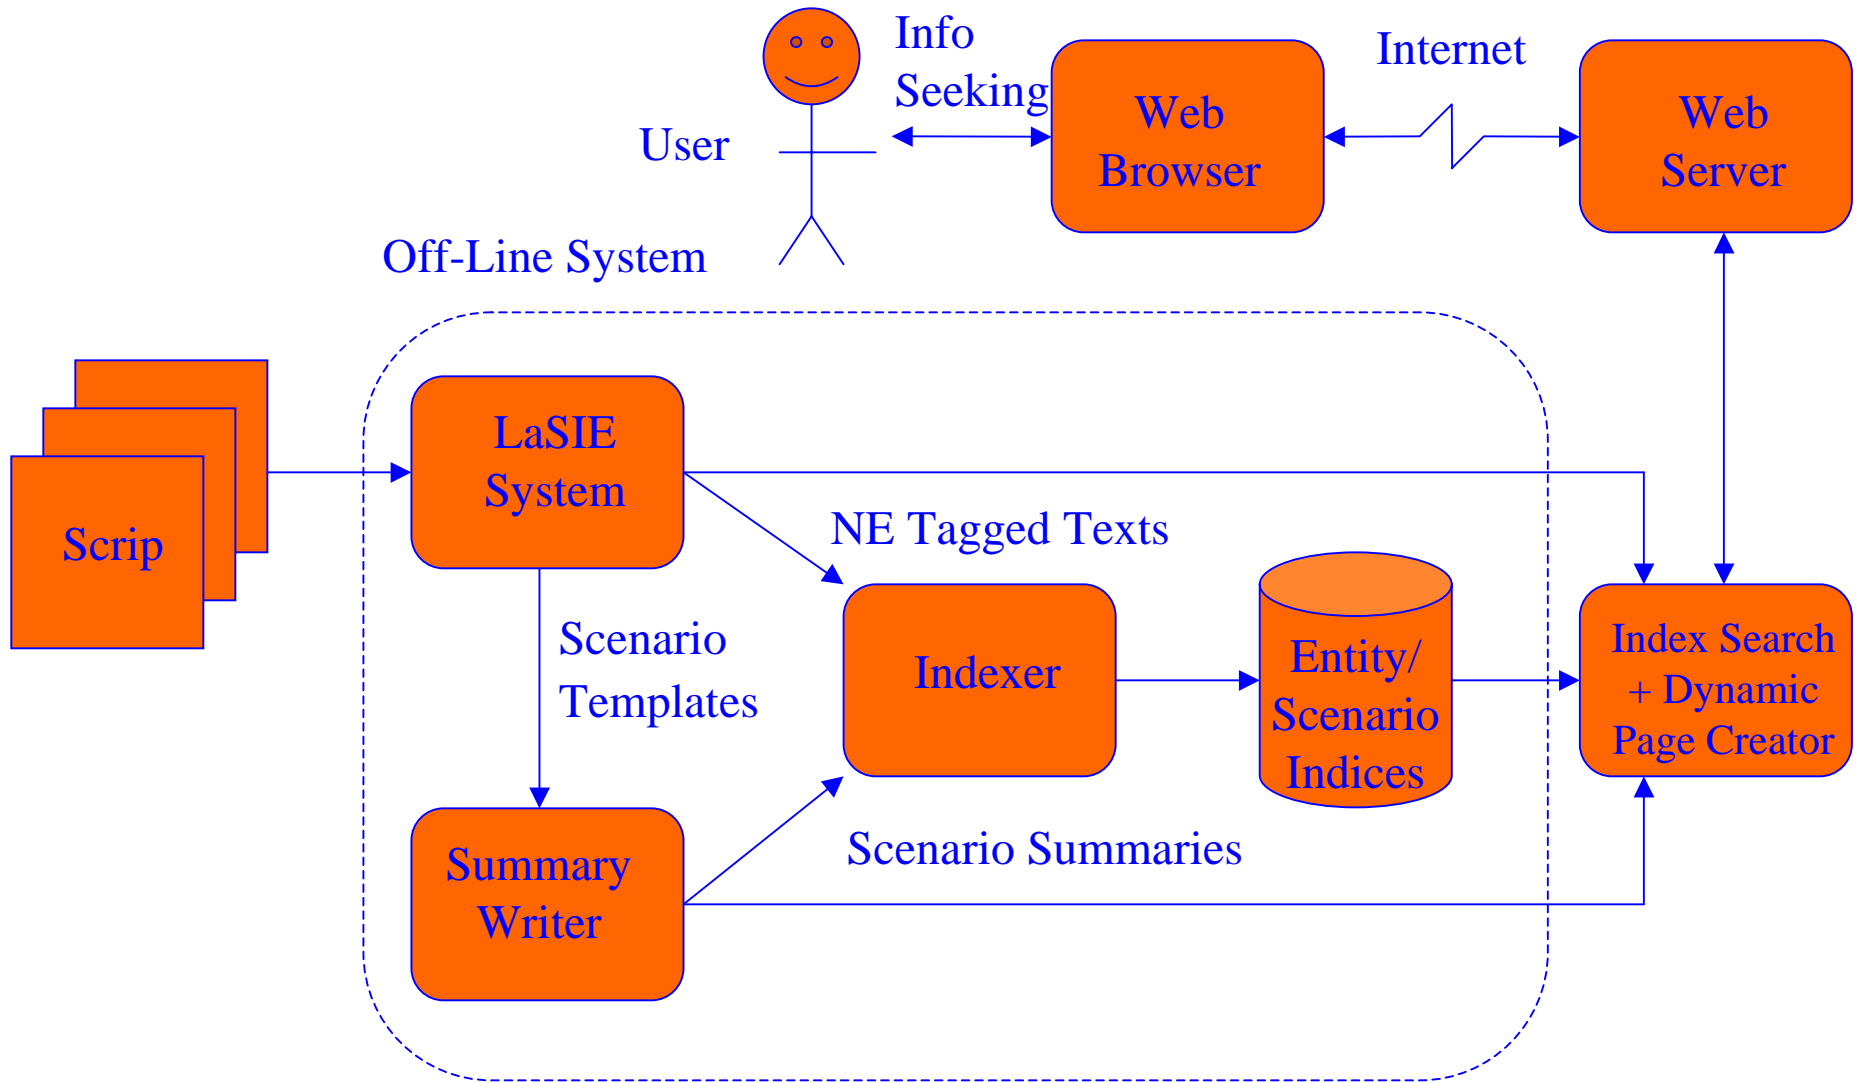 Info
Seeking
User
Web
Browser
Internet
Web
Server
Off-Line System
Scrip
LaSIE
System
NE Tagged Texts
Scenario
Templates
Indexer
Entity/
Scenario
Indices
Index Search
+ Dynamic
Page Creator
Summary
Writer
Scenario Summaries